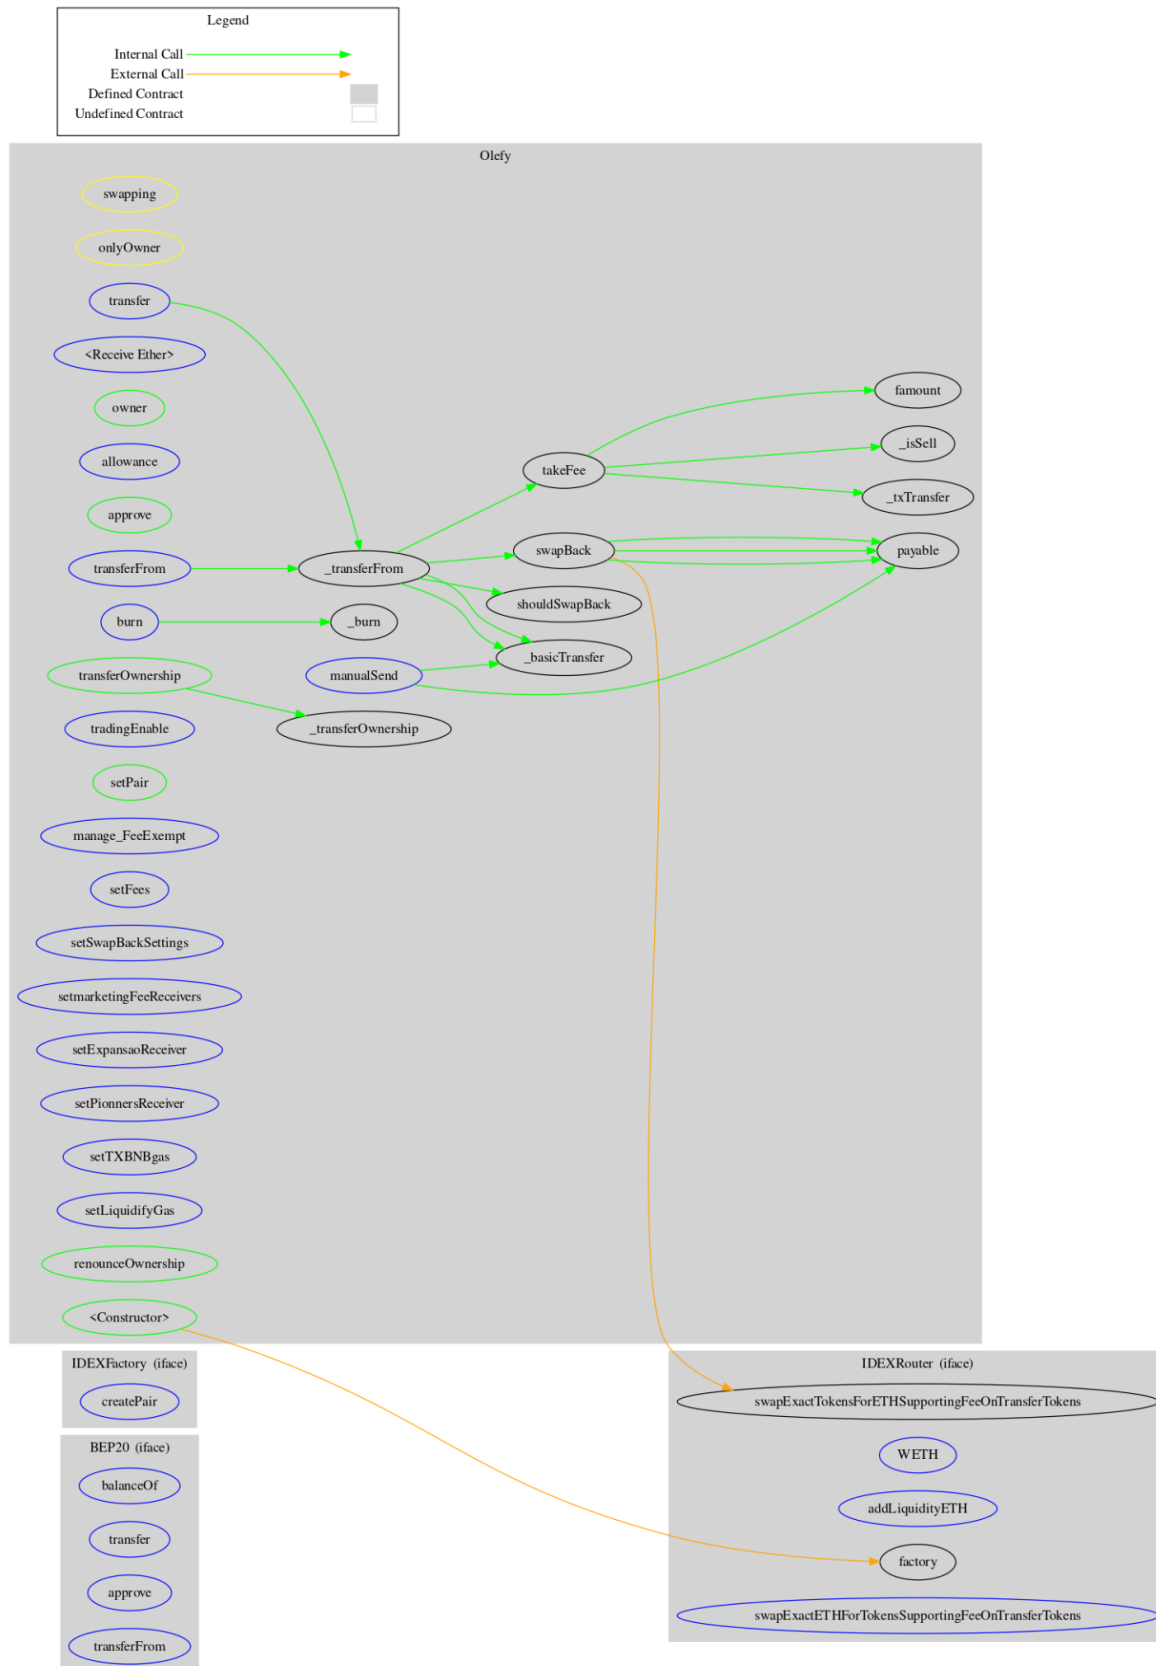 Legend
Internal Call
External Call
Defined Contract
Undefined Contract
Olefy
swapping
onlyOwner
transfer
<Receive Ether>
owner
allowance
approve
transferFrom
burn
transferOwnership
tradingEnable
setPair
manage_FeeExempt
setFees
setSwapBackSettings
setmarketingFeeReceivers
setExpansaoReceiver
setPionnersReceiver
setTXBNBgas
setLiquidifyGas
renounceOwnership
<Constructor>
_transferFrom
_burn
manualSend
_transferOwnership
takeFee
swapBack
shouldSwapBack
_basicTransfer
famount
_isSell
_txTransfer
payable
IDEXFactory (iface)
createPair
BEP20 (iface)
balanceOf
transfer
approve
transferFrom
IDEXRouter (iface)
swapExactTokensForETHSupportingFeeOnTransferTokens
WETH
addLiquidityETH
factory
swapExactETHForTokensSupportingFeeOnTransferTokens